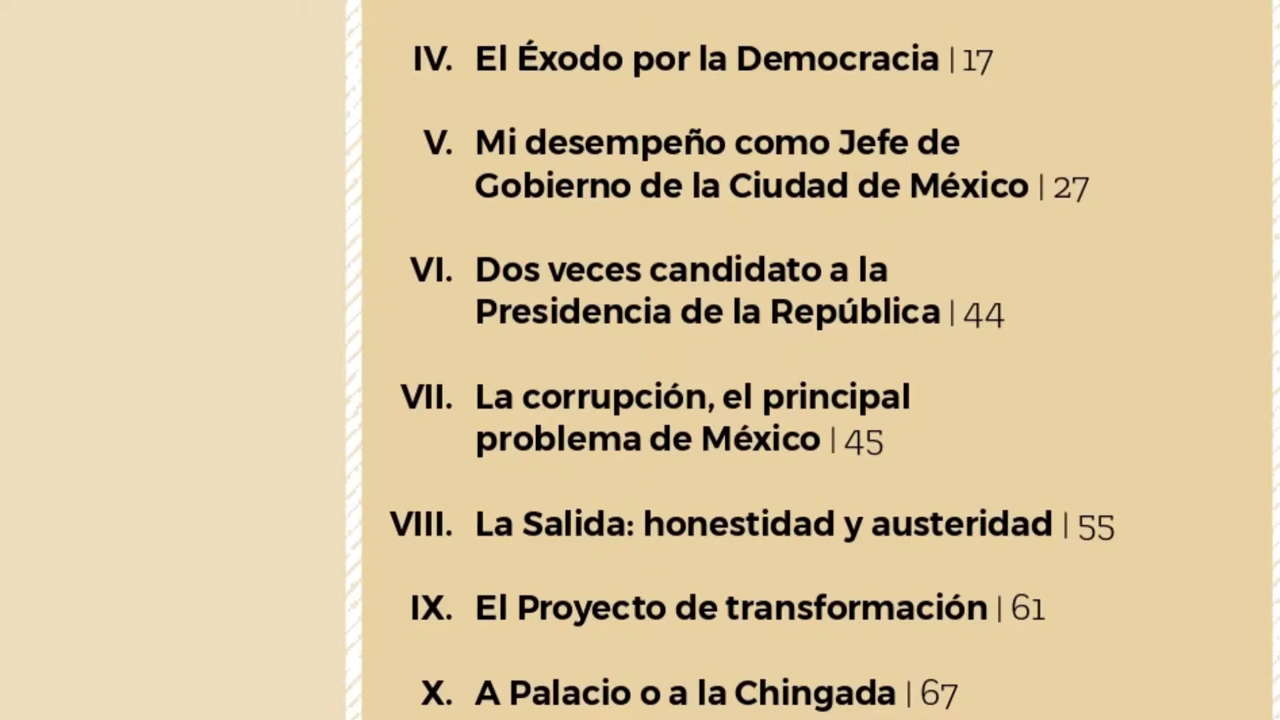 IV. El Éxodo por la Democracia | 17
V. Mi desempeño como Jefe de
Gobierno de la Ciudad de México | 27
VI. Dos veces candidato a la
Presidencia de la República | 44
VII. La corrupción, el principal
problema de México | 45
VIII. La Salida: honestidad y austeridad | 55
IX. El Proyecto de transformación | 61
X. A Palacio o a la Chingada | 67